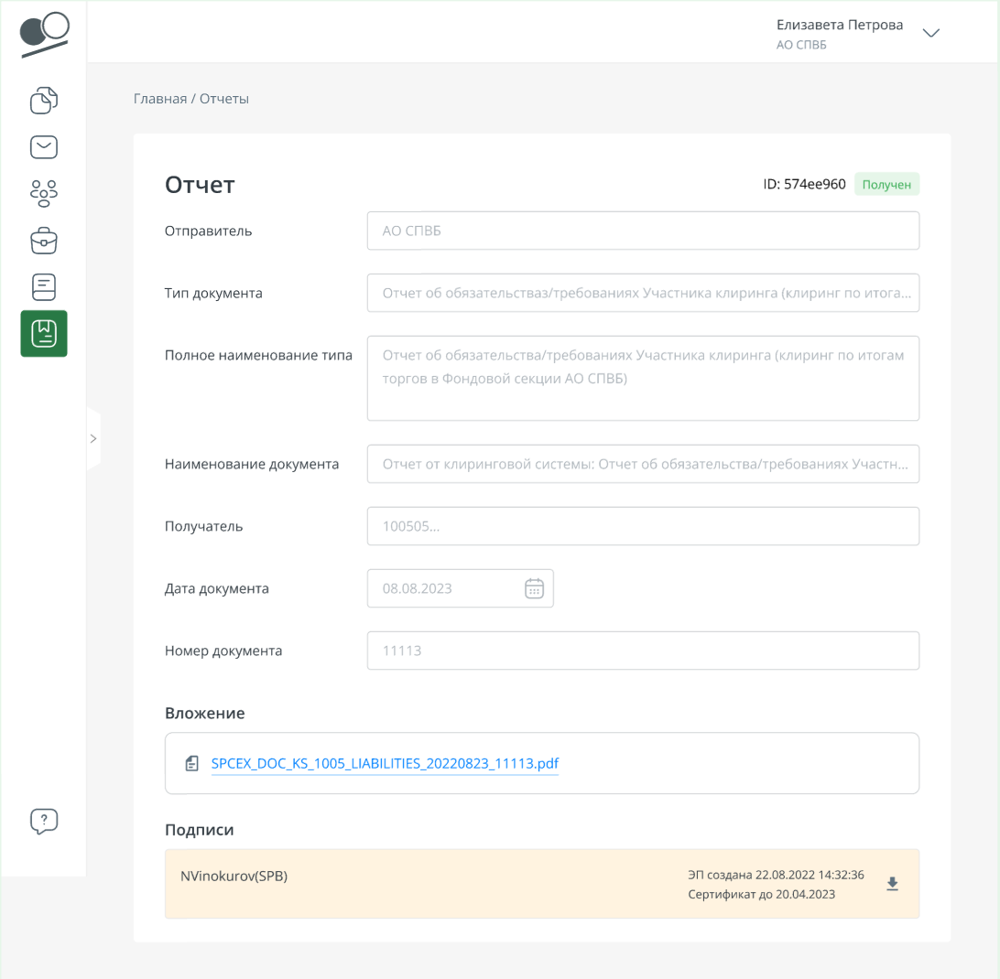 Елизавета Петрова
АО СПВБ
Главная / Отчеты
Отчет
ID: 574ee960 Получен
Отправитель
АО СПВБ
Тип документа
Отчет об обязательстваз/требованиях Участника клиринга (клиринг по итога...
Полное наименование типа
Отчет об обязательства/требованиях Участника клиринга (клиринг по итогам
торгов в Фондовой секции АО СПВБ)
Наименование документа
Отчет от клиринговой системы: Отчет об обязательства/требованиях Участн...
Получатель
100505...
Дата документа
08.08.2023
Номер документа
11113
Вложение
SPCEX_DOC_KS_1005_LIABILITIES_20220823_11113.pdf
Подписи
NVinokurov(SPB)
ЭП создана 22.08.2022 14:32:36
Сертификат до 20.04.2023